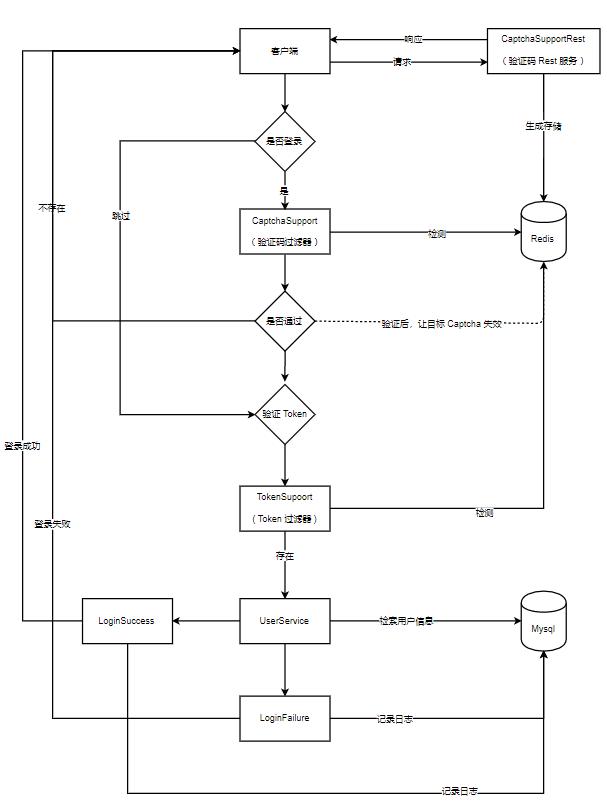 响应
CaptchaSupportRest
客户端
请求
（验证码 Rest 服务）
生成存储
是否登录
是
不存在
跳过
CaptchaSupport
（验证码过滤器）
检测
Redis
是否通过
验证后，让目标 Captcha 失效
验证 Token
登录成功
TokenSupoort
（Token 过滤器）
检测
登录失败
存在
LoginSuccess
UserService
检索用户信息
Mysql
LoginFailure
记录日志
记录日志